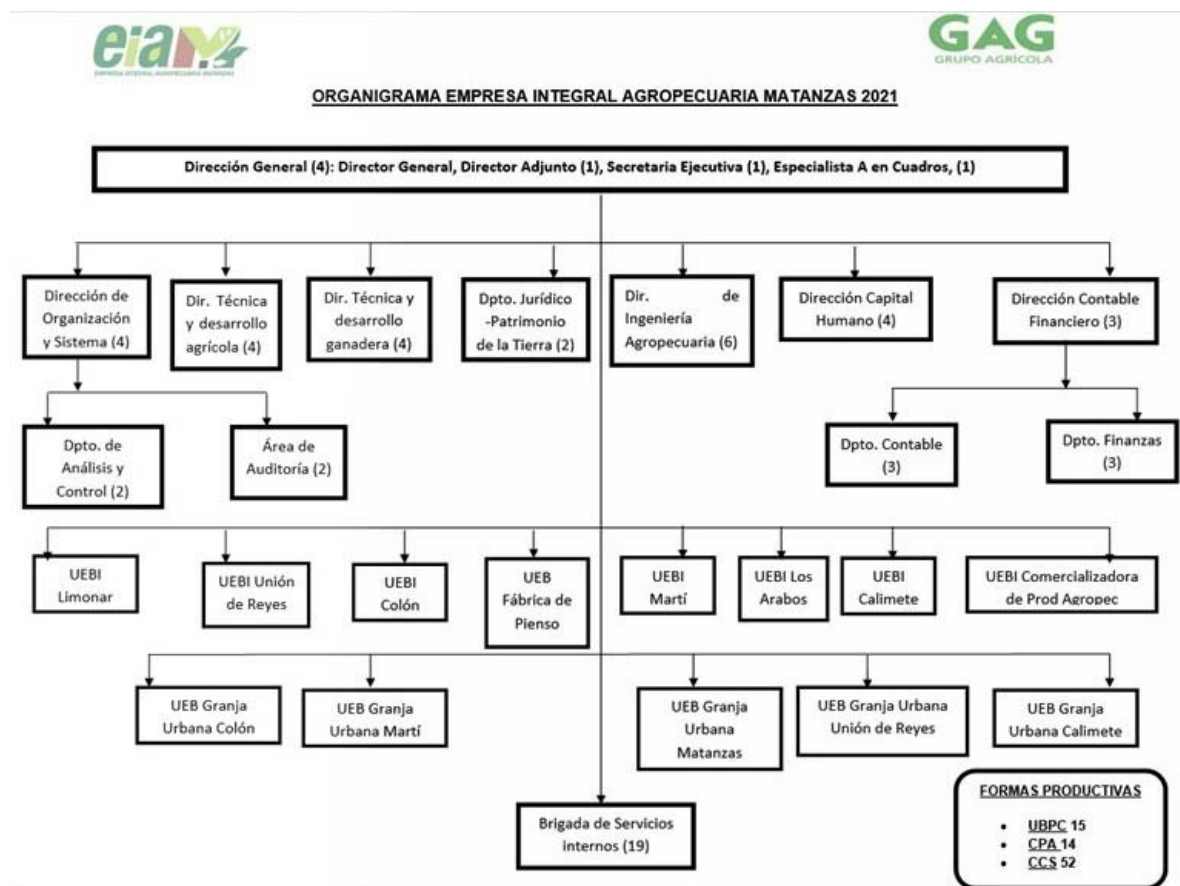 eiam
EMPRESA INTEGRAL AGROPECUARIA MATANZAS
GAG
GRUPO AGRÍCOLA
ORGANIGRAMA EMPRESA INTEGRAL AGROPECUARIA MATANZAS 2021
Dirección General (4): Director General, Director Adjunto (1), Secretaria Ejecutiva (1), Especialista A en Cuadros, (1)
Dirección de
Organización
y Sistema (4)
Dir. Técnica
y desarrollo
agrícola (4)
Dir. Técnica y
desarrollo
ganadera (4)
Dpto. Jurídico
-Patrimonio
de la Tierra (2)
Dir. de
Ingeniería
Agropecuaria (6)
Dirección Capital
Humano (4)
Dirección Contable
Financiero (3)
Dpto. de
Análisis y
Control (2)
Área de
Auditoría (2)
Dpto. Contable
(3)
Dpto. Finanzas
(3)
UEBI
Limonar
UEBI Unión
de Reyes
UEBI
Colón
UEB
Fábrica de
Pienso
UEBI
Martí
UEBI Los
Arabos
UEBI
Calimete
UEBI Comercializadora
de Prod Agropec
UEB Granja
Urbana Colón
UEB Granja
Urbana Martí
UEB Granja
Urbana
Matanzas
UEB Granja Urbana
Unión de Reyes
UEB Granja
Urbana Calimete
Brigada de Servicios
internos (19)
FORMAS PRODUCTIVAS
• UBPC 15
• CPA 14
• CCS 52